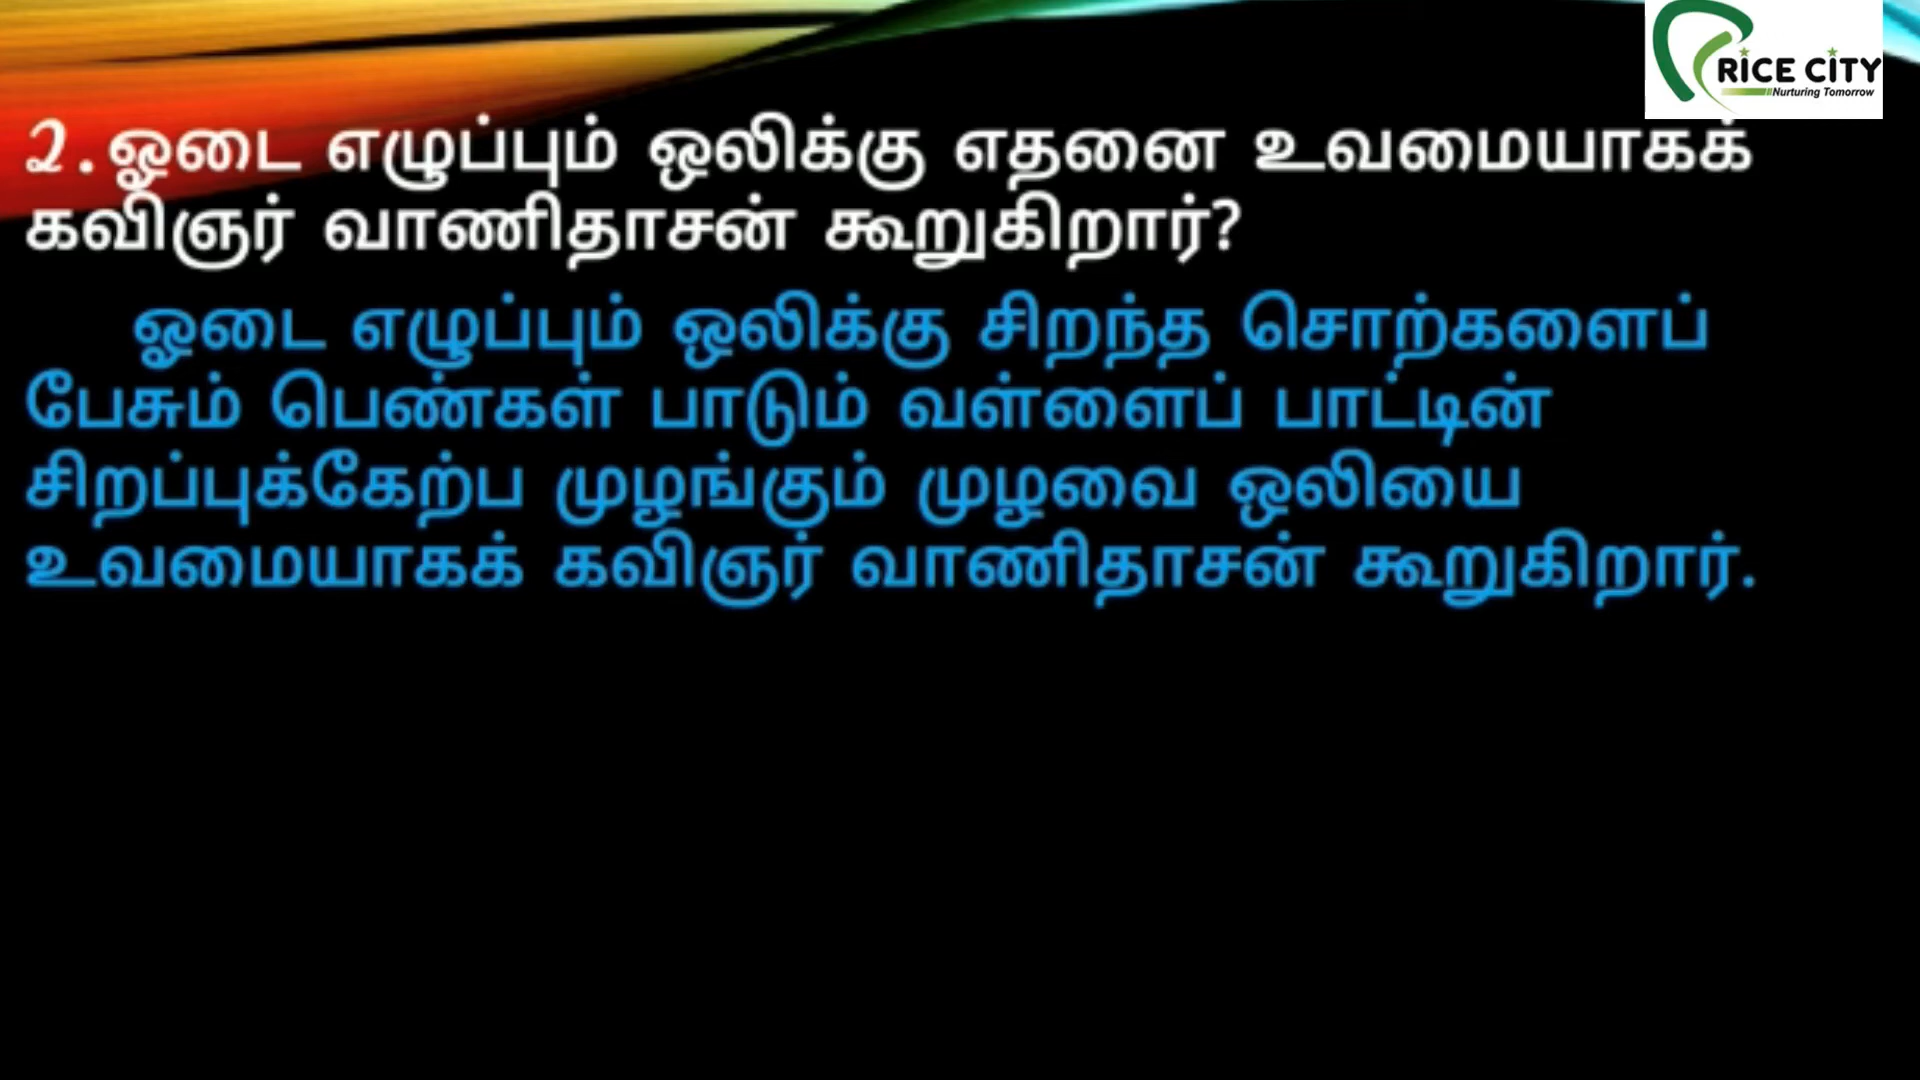 RICE CITY
Nurturing Tomorrow
2.ஓடை எழுப்பும் ஒலிக்கு எதனை உவமையாகக்
கவிஞர் வாணிதாசன் கூறுகிறார்?
ஓடை எழுப்பும் ஒலிக்கு சிறந்த சொற்களைப்
பேசும் பெண்கள் பாடும் வள்ளைப் பாட்டின்
சிறப்புக்கேற்ப முழங்கும் முழவை ஒலியை
உவமையாகக் கவிஞர் வாணிதாசன் கூறுகிறார்.